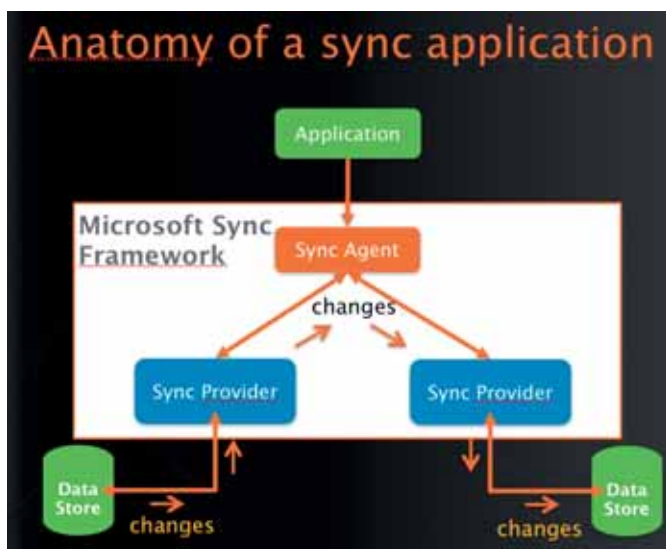 Anatomy of a sync application
Application
Microsoft Sync
Framework
Sync Agent
changes
Sync Provider
Sync Provider
Data
Store
changes
changes
Data
Store